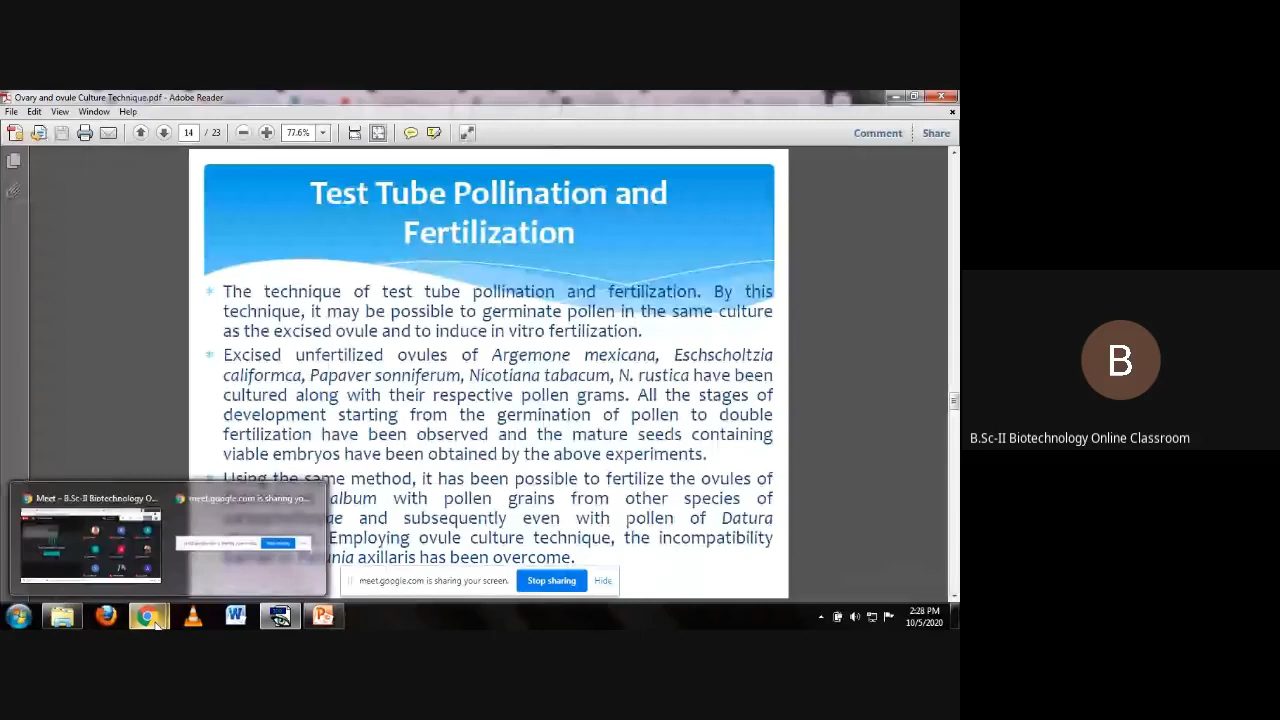 Ovary and ovule Culture Technique.pdf - Adobe Reader
File Edit View Window Help
14 / 23 77.6% Comment Share
Test Tube Pollination and
Fertilization
The technique of test tube pollination and fertilization. By this
technique, it may be possible to germinate pollen in the same culture
as the excised ovule and to induce in vitro fertilization.
Excised unfertilized ovules of Argemone mexicana, Eschscholtzia
califormca, Papaver sonniferum, Nicotiana tabacum, N. rustica have been
cultured along with their respective pollen grams. All the stages of
development starting from the germination of pollen to double
fertilization have been observed and the mature seeds containing
viable embryos have been obtained by the above experiments.
Using the same method, it has been possible to fertilize the ovules of
album with pollen grains from other species of
and subsequently even with pollen of Datura
Employing ovule culture technique, the incompatibility
axillaris has been overcome.
Meet – B.Sc-II Biotechnology O...
meet.google.com is sharing yo...
meet.google.com is sharing your screen.
Stop sharing
Hide
2:28 PM
10/5/2020
B
B.Sc-II Biotechnology Online Classroom